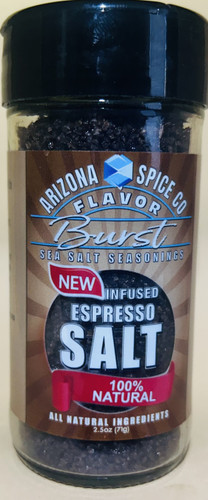 ARIZONA SPICE CO
FLAVOR
Burst
SEA SALT SEASONINGS
NEW INFUSED
ESPRESSO
SALT
100%
NATURAL
ALL NATURAL INGREDIENTS
2.5oz (71g)